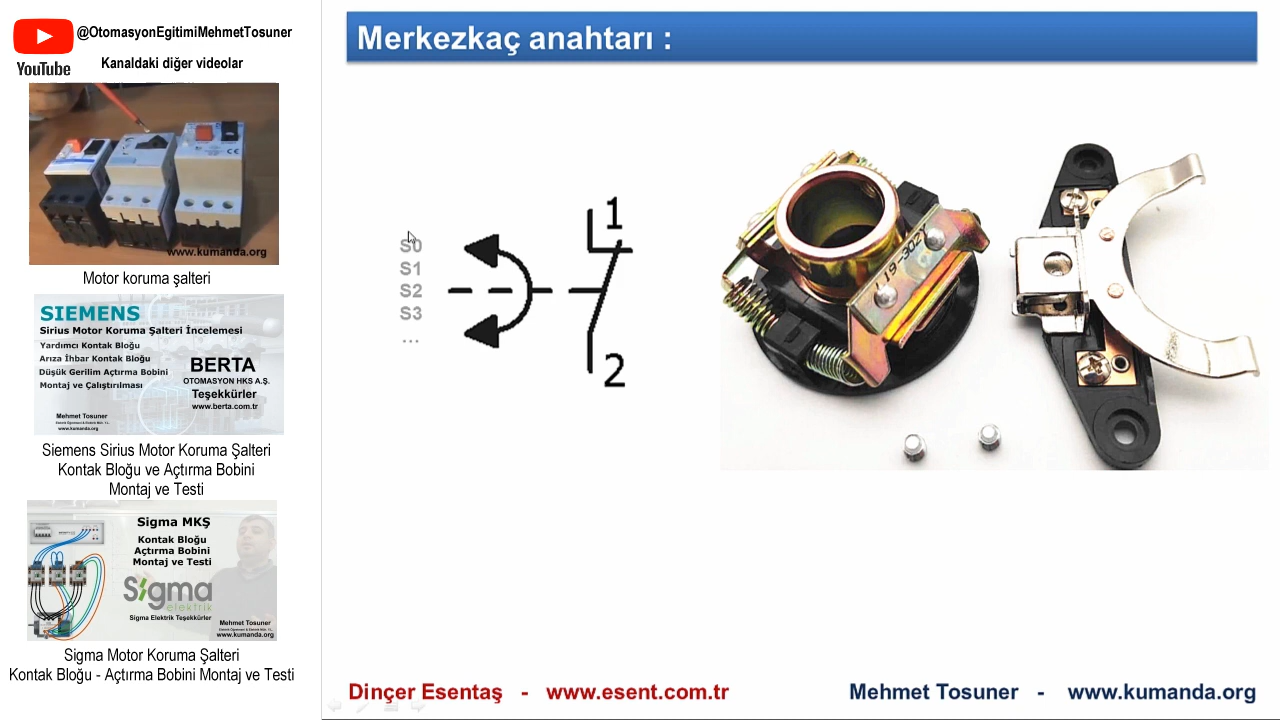 @OtomasyonEgitimiMehmetTosuner
YouTube
Kanaldaki diğer videolar
www.kumanda.org
Motor koruma şalteri
SIEMENS
Sirius Motor Koruma Şalteri İncelemesi
Yardımcı Kontak Bloğu
Arıza İhbar Kontak Bloğu
Düşük Gerilim Açtırma Bobini
Montaj ve Çalıştırılması
BERTA
OTOMASYON HKS A.Ş.
Teşekkürler
www.berta.com.tr
Mehmet Tosuner
www.kumanda.org
Siemens Sirius Motor Koruma Şalteri
Kontak Bloğu ve Açtırma Bobini
Montaj ve Testi
Sigma MKŞ
Kontak Bloğu
Açtırma Bobini
Montaj ve Testi
Sigma
elektrik
Sigma Elektrik Teşekkürler
Mehmet Tosuner
www.kumanda.org
Sigma Motor Koruma Şalteri
Kontak Bloğu - Açtırma Bobini Montaj ve Testi
Merkezkaç anahtarı :
S0
S1
S2
S3
...
1
2
19-302
Dinçer Esentaş - www.esent.com.tr
Mehmet Tosuner - www.kumanda.org